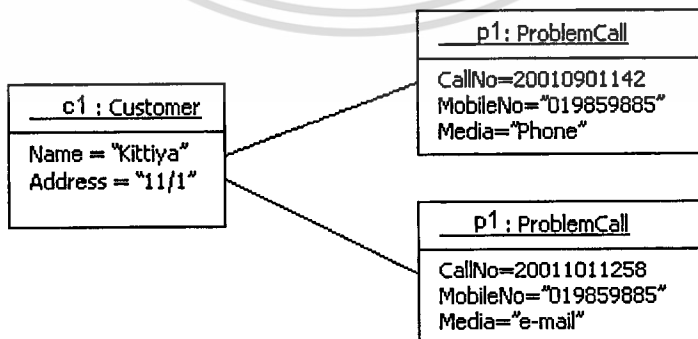 p1 : ProblemCall
CallNo=20010901142
MobileNo="019859885"
Media="Phone"
c1 : Customer
Name = "Kittiya"
Address = "11/1"
p1 : ProblemCall
CallNo=20011011258
MobileNo="019859885"
Media="e-mail"